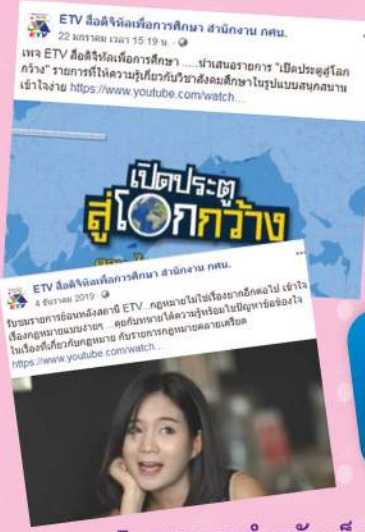 ETV สื่อดิจิทัลเพื่อการศึกษา สำนักงาน กศน.
22 มกราคม เวลา 15:19 น.
เพจ ETV สื่อดิจิทัลเพื่อการศึกษา .....นำเสนอรายการ "เปิดประตูสู่โลก
กว้าง" รายการที่ให้ความรู้เกี่ยวกับวิชาสังคมศึกษาในรูปแบบสนุกสนาน
เข้าใจง่าย https://www.youtube.com/watch...
เปิดประตู
สู่โลกกว้าง
ETV สื่อดิจิทัลเพื่อการศึกษา สำนักงาน กศน.
4 ธันวาคม 2019
รับชมรายการย้อนหลังสถานี ETV...กฎหมายไม่ใช่เรื่องยากอีกต่อไป เข้าใจ
เรื่องกฎหมายแบบง่ายๆ ...คุยกับทนายได้ความรู้พร้อมไขปัญหาข้อข้องใจ
ในเรื่องที่เกี่ยวกับกฎหมาย กับรายการกฎหมายคลายเครียด
https://www.youtube.com/watch...